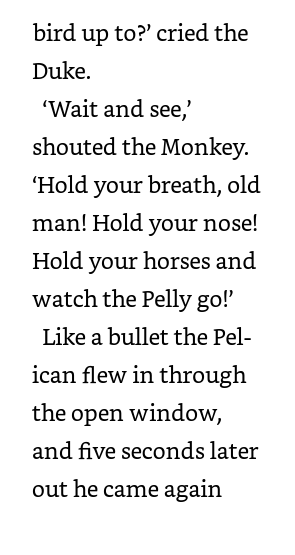 bird up to?’ cried the
Duke.
‘Wait and see,’
shouted the Monkey.
‘Hold your breath, old
man! Hold your nose!
Hold your horses and
watch the Pelly go!’
Like a bullet the Pel-
ican flew in through
the open window,
and five seconds later
out he came again